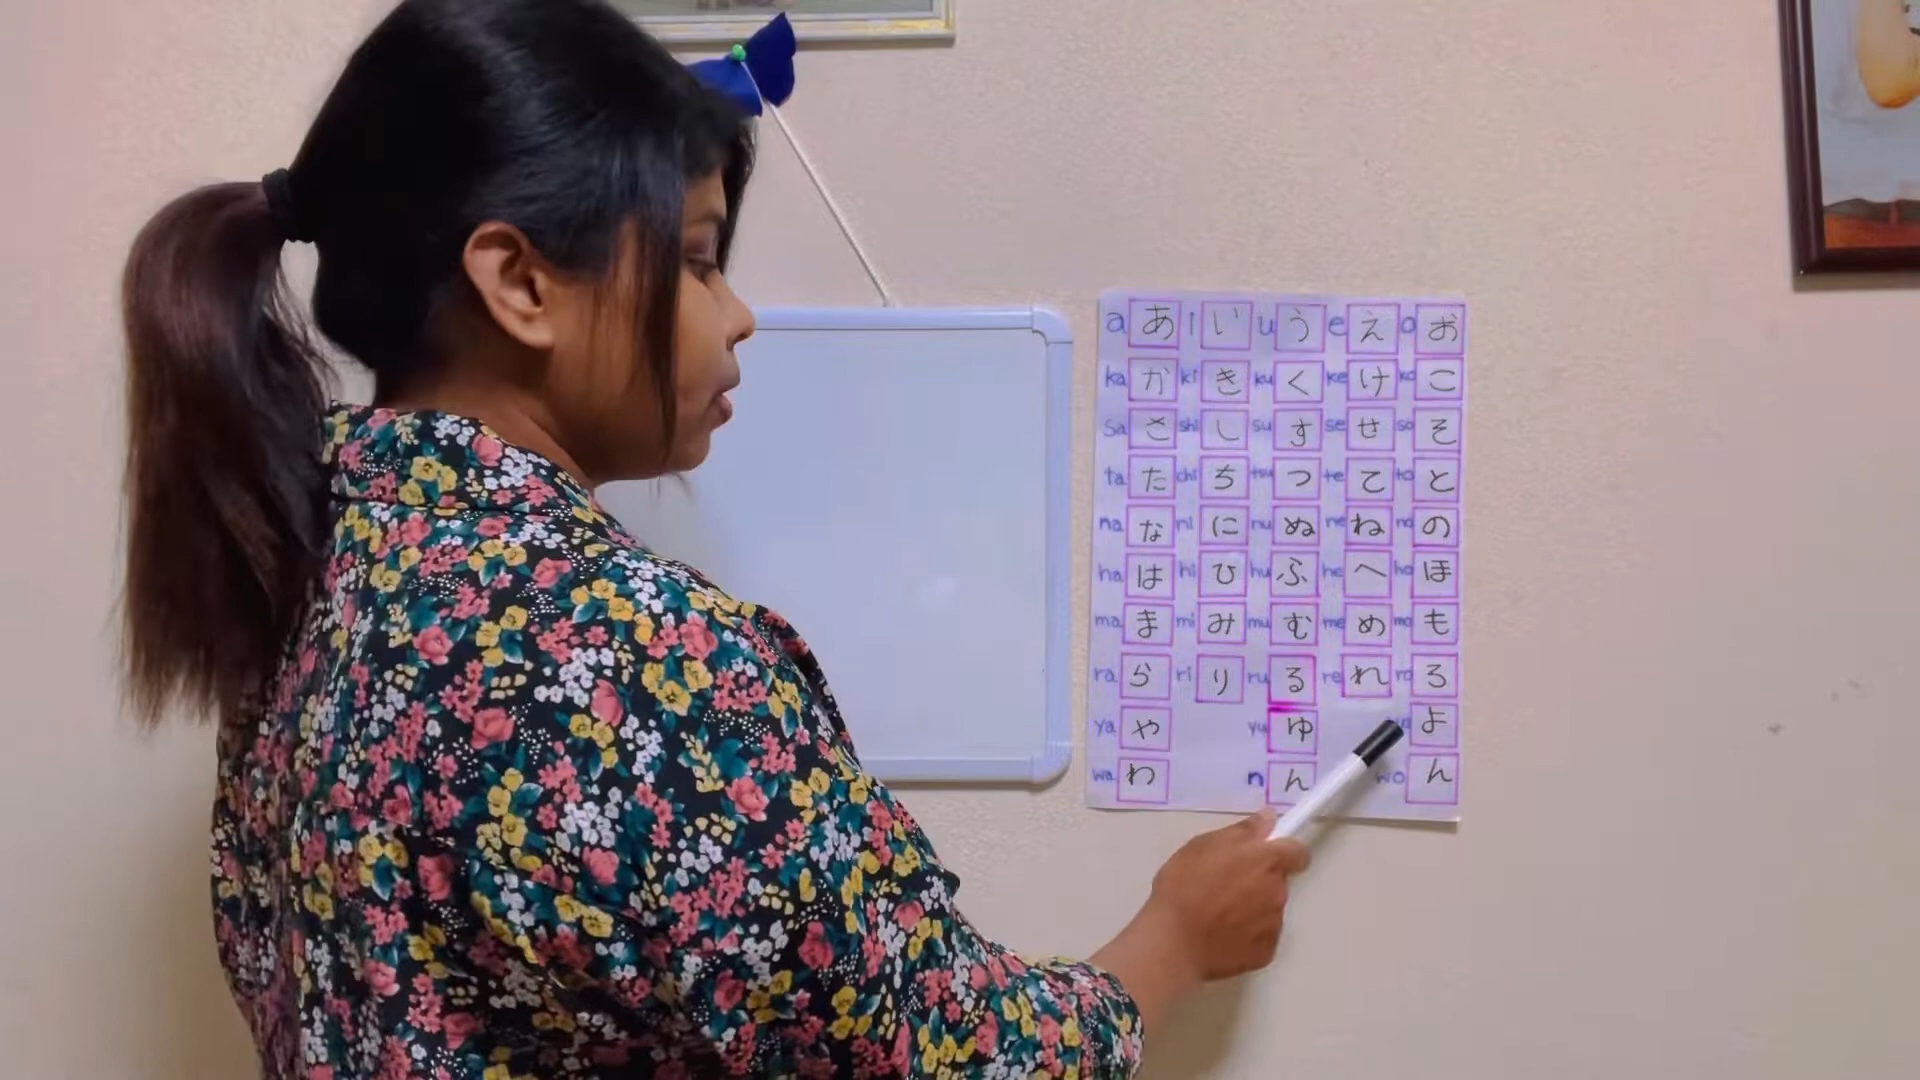 a あ i い u う e え o お
ka か ki き ku く ke け ko こ
sa さ shi し su す se せ so そ
ta た chi ち tsu つ te て to と
na な ni に nu ぬ ne ね no の
ha は hi ひ hu ふ he へ ho ほ
ma ま mi み mu む me め mo も
ra ら ri り ru る re れ ro ろ
ya や yu ゆ よ
wa わ n ん wo ん